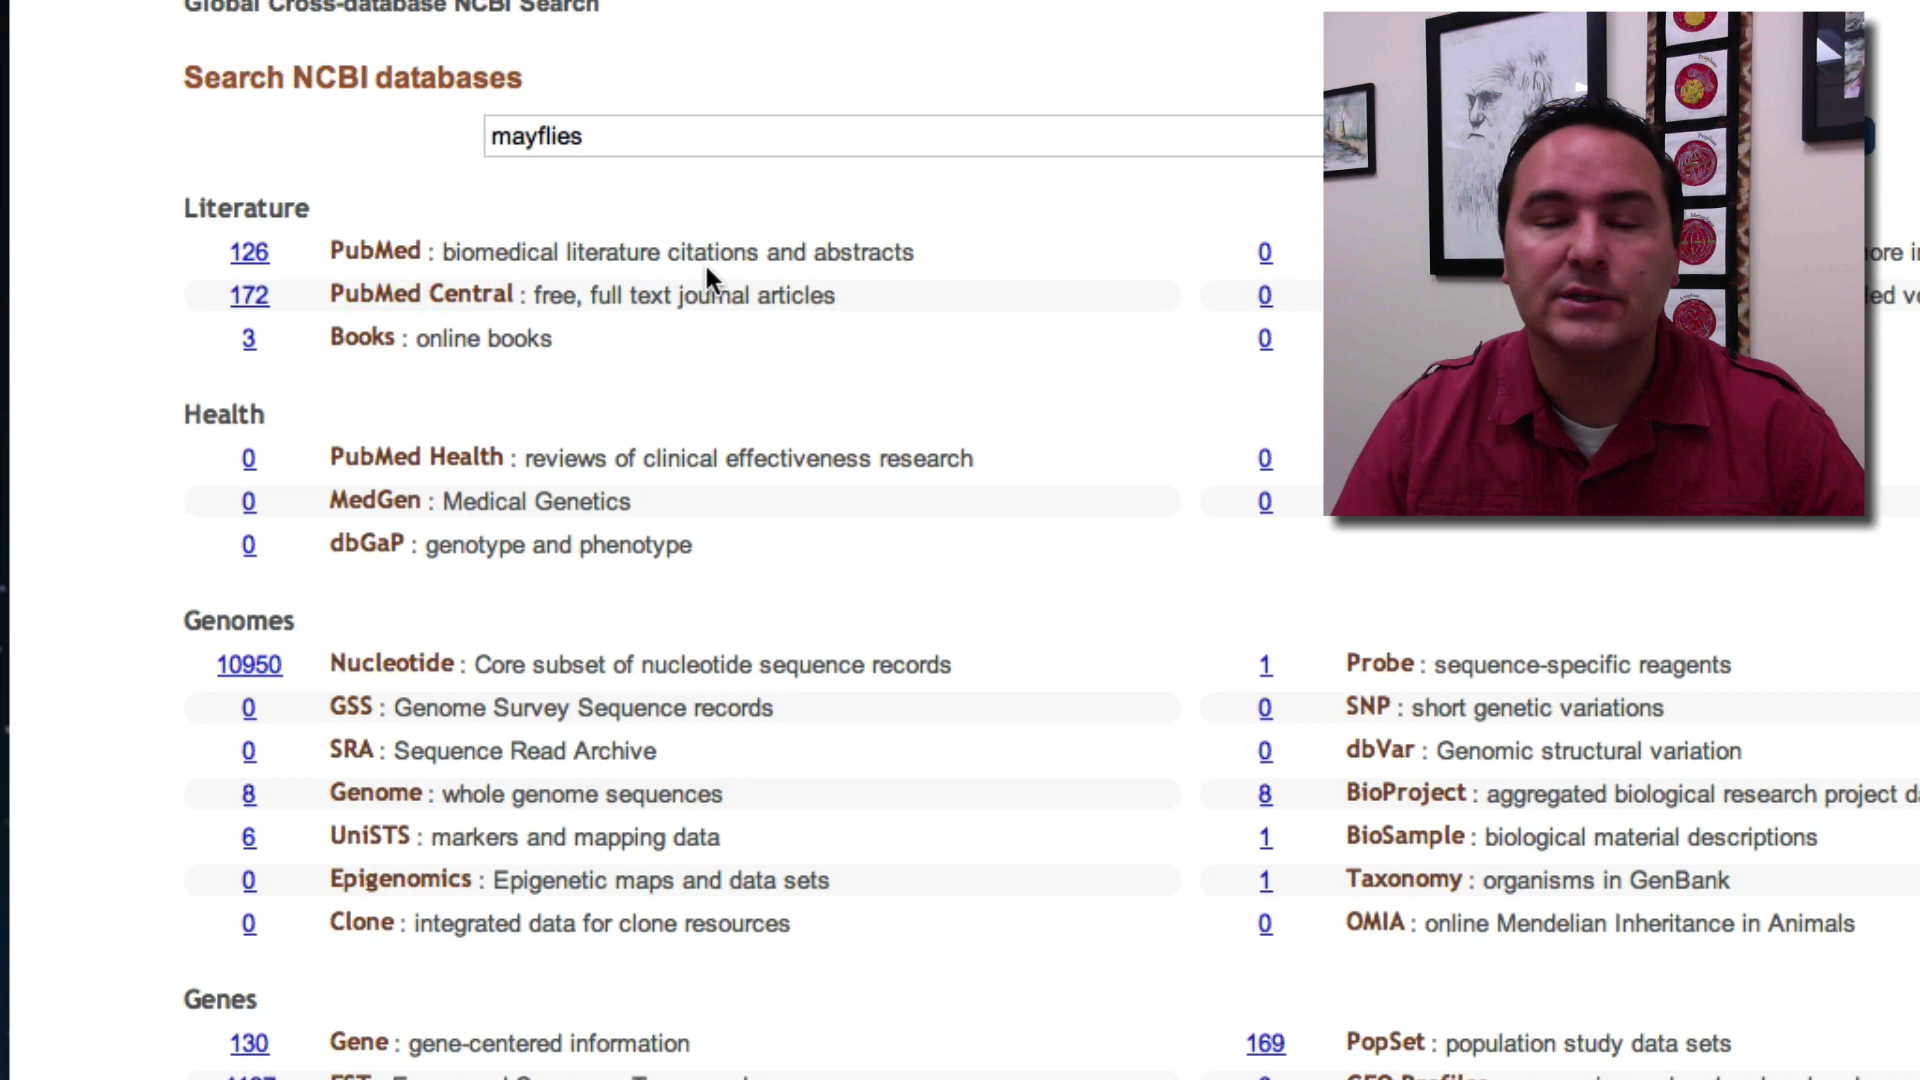 Global Cross-database NCBI Search
Search NCBI databases
mayflies
Literature
126 PubMed : biomedical literature citations and abstracts 0
172 PubMed Central : free, full text journal articles 0
3 Books : online books 0
Health
0 PubMed Health : reviews of clinical effectiveness research 0
0 MedGen : Medical Genetics 0
0 dbGaP : genotype and phenotype
Genomes
10950 Nucleotide : Core subset of nucleotide sequence records 1 Probe : sequence-specific reagents
0 GSS : Genome Survey Sequence records 0 SNP : short genetic variations
0 SRA : Sequence Read Archive 0 dbVar : Genomic structural variation
8 Genome : whole genome sequences 8 BioProject : aggregated biological research project
6 UniSTS : markers and mapping data 1 BioSample : biological material descriptions
0 Epigenomics : Epigenetic maps and data sets 1 Taxonomy : organisms in GenBank
0 Clone : integrated data for clone resources 0 OMIA : online Mendelian Inheritance in Animals
Genes
130 Gene : gene-centered information 169 PopSet : population study data sets